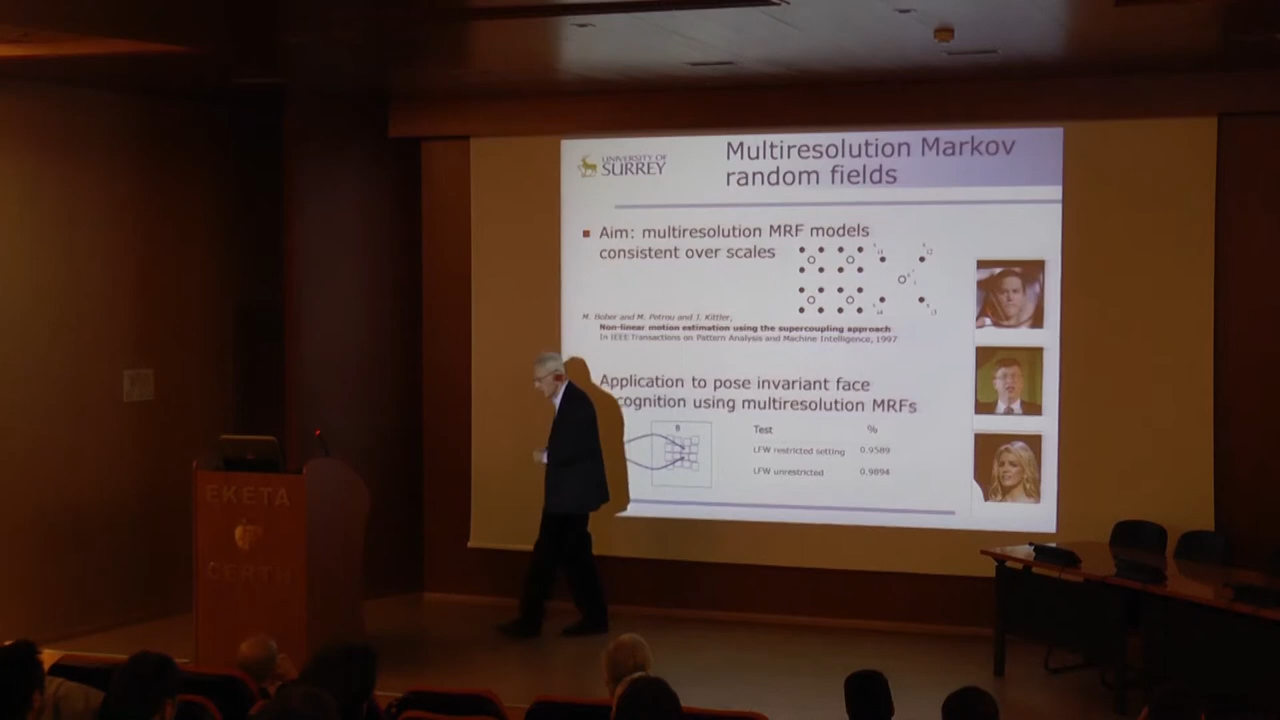 UNIVERSITY OF
SURREY
Multiresolution Markov
random fields
Aim: multiresolution MRF models
consistent over scales
M. Bober and M. Petrou and J. Kittler,
Non-linear motion estimation using the supercoupling approach
In IEEE Transactions on Pattern Analysis and Machine Intelligence, 1997
Application to pose invariant face
cognition using multiresolution MRFs
Test %
LFW restricted setting 0.9589
LFW unrestricted 0.9894
EKETA
CERTH